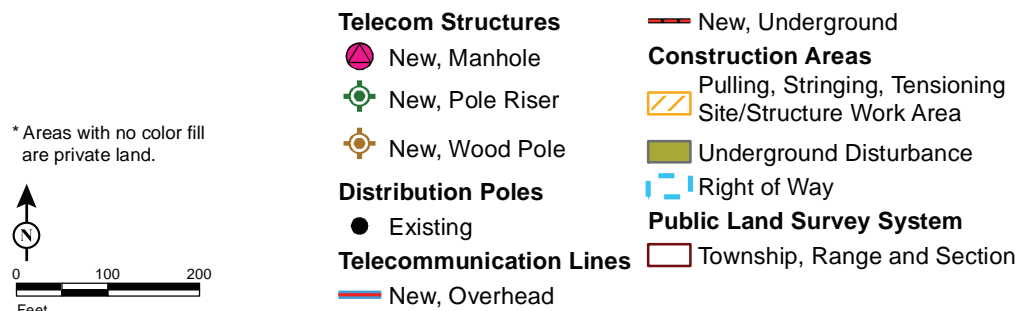 * Areas with no color fill
are private land.
N
0 100 200
Feet
Telecom Structures
New, Manhole
New, Pole Riser
New, Wood Pole
Distribution Poles
Existing
Telecommunication Lines
New, Overhead
New, Underground
Construction Areas
Pulling, Stringing, Tensioning
Site/Structure Work Area
Underground Disturbance
Right of Way
Public Land Survey System
Township, Range and Section